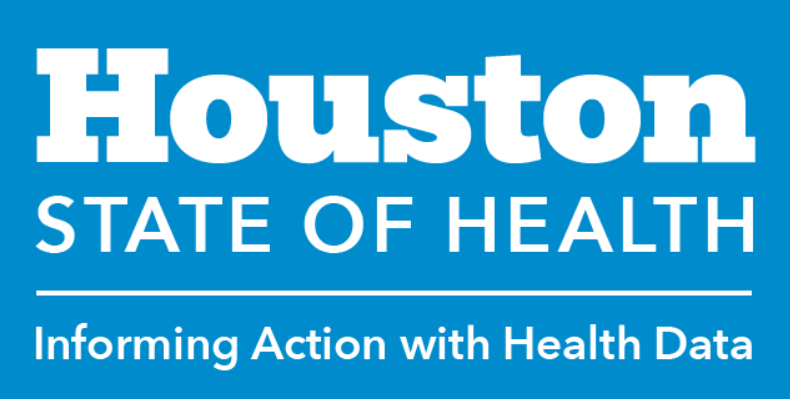 Houston
STATE OF HEALTH
Informing Action with Health Data